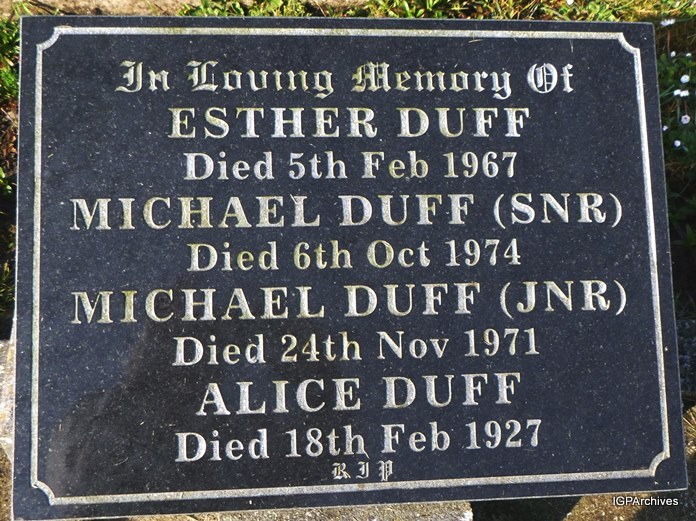 In Loving Memory Of
ESTHER DUFF
Died 5th Feb 1967
MICHAEL DUFF (SNR)
Died 6th Oct 1974
MICHAEL DUFF (JNR)
Died 24th Nov 1971
ALICE DUFF
Died 18th Feb 1927
R I P
IGPArchives